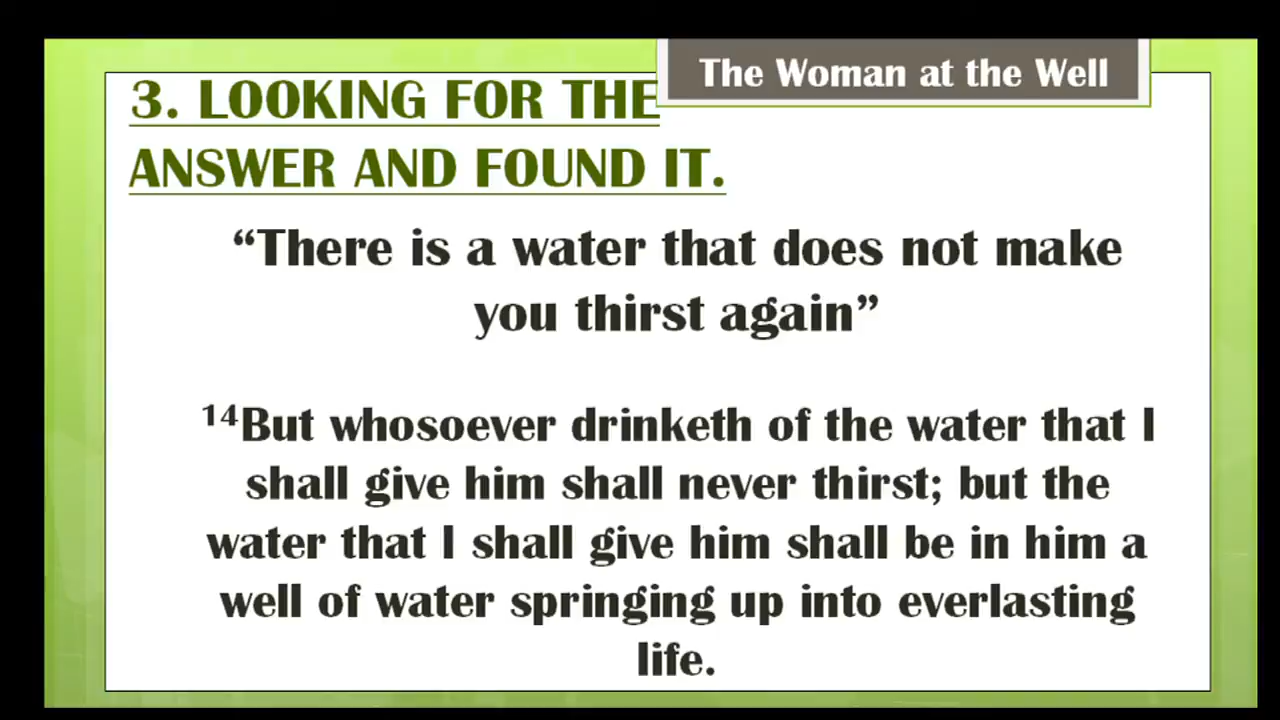 The Woman at the Well
3. LOOKING FOR THE
ANSWER AND FOUND IT.
“There is a water that does not make
you thirst again”
¹⁴But whosoever drinketh of the water that I
shall give him shall never thirst; but the
water that I shall give him shall be in him a
well of water springing up into everlasting
life.